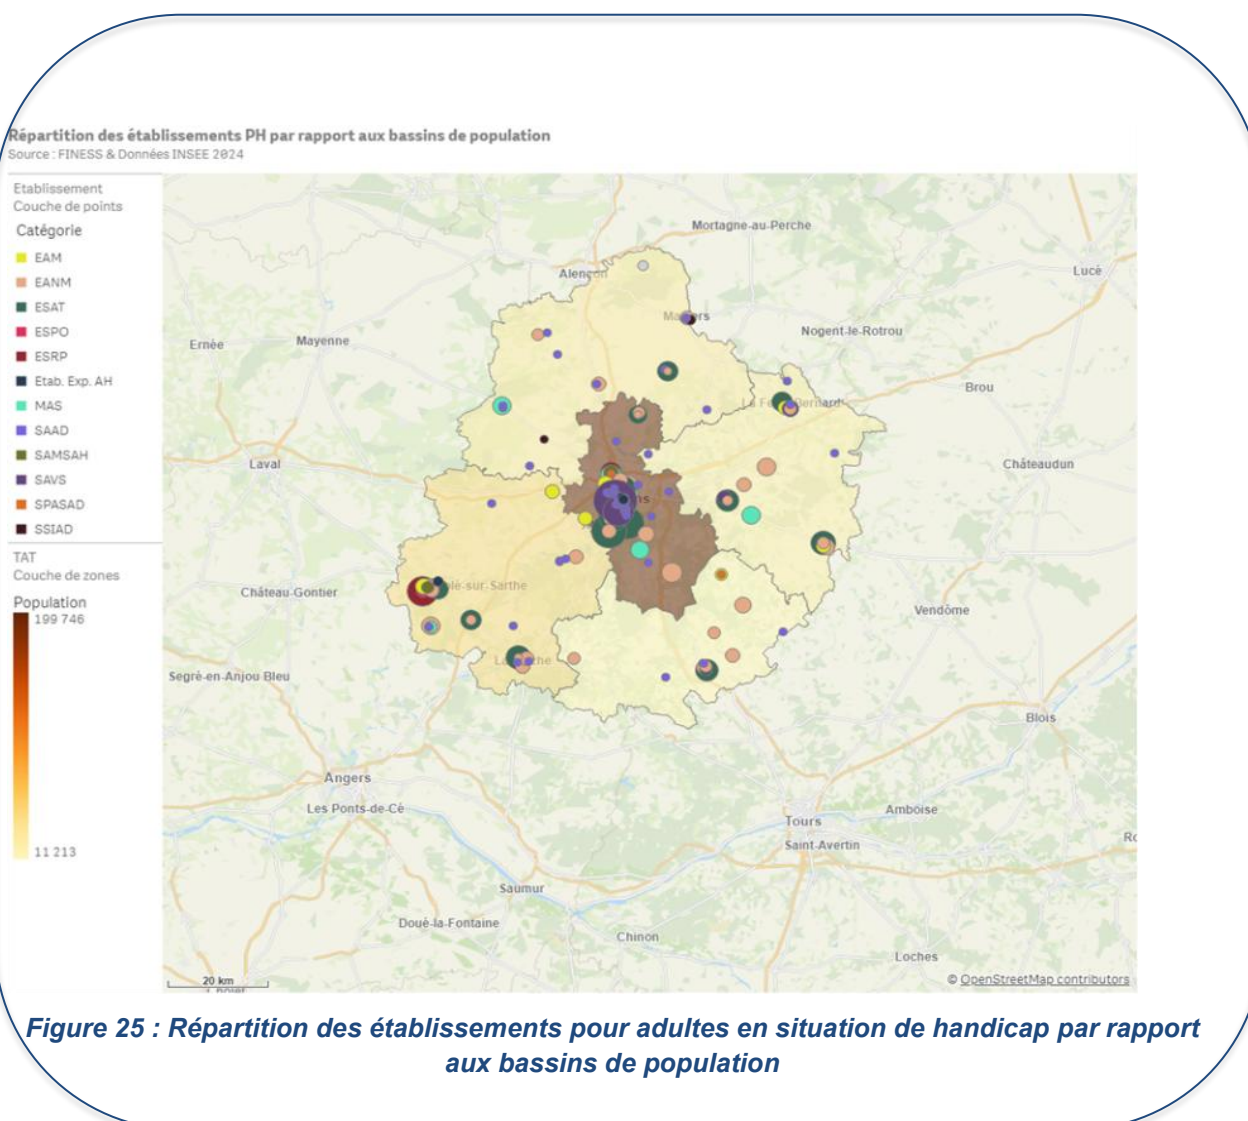 Répartition des établissements PH par rapport aux bassins de population
Source : FINESS & Données INSEE 2024
Etablissement
Couche de points
Catégorie
EAM
EANM
ESAT
ESPO
ESRP
Etab. Exp. AH
MAS
SAAD
SAMSAH
SAVS
SPASAD
SSIAD
TAT
Couche de zones
Population
199 746
11 213
Mortagne-au-Perche
Alençon
Lucé
Nogent-le-Rotrou
Ernée
Mayenne
Brou
Laval
Châteaudun
Château-Gontier
Vendôme
Segré-en-Anjou Bleu
Blois
Angers
Les Ponts-de-Cé
Amboise
Tours
Saint-Avertin
Saumur
Doué-la-Fontaine
Chinon
Loches
20 km
© OpenStreetMap contributors
Figure 25 : Répartition des établissements pour adultes en situation de handicap par rapport
aux bassins de population